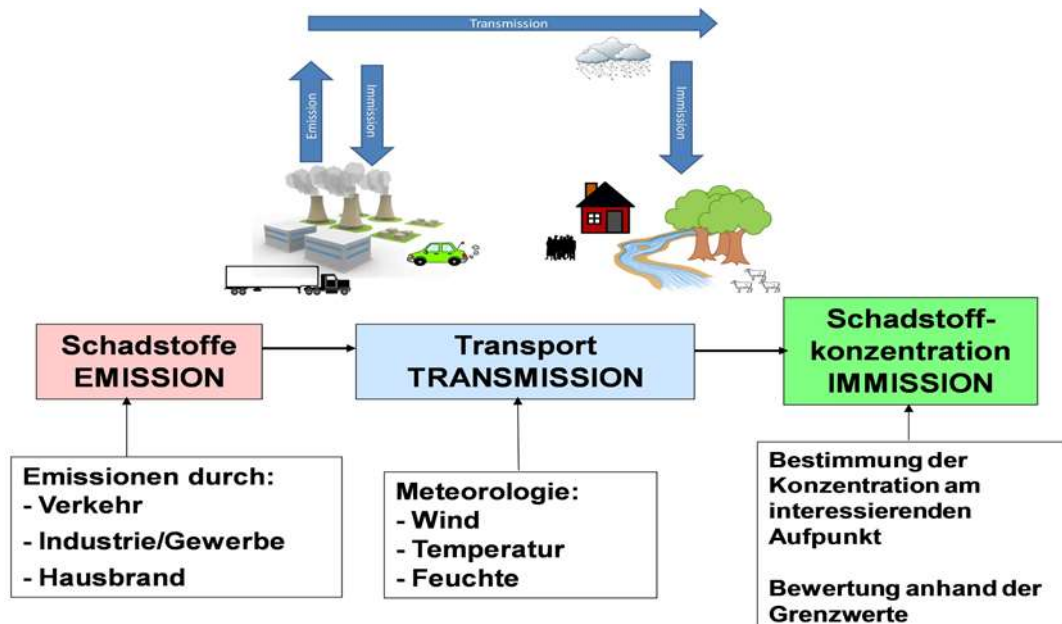 Transmission
Emission
Immission
Immission
Schadstoffe
EMISSION
Transport
TRANSMISSION
Schadstoff-
konzentration
IMMISSION
Emissionen durch:
- Verkehr
- Industrie/Gewerbe
- Hausbrand
Meteorologie:
- Wind
- Temperatur
- Feuchte
Bestimmung der
Konzentration am
interessierenden
Aufpunkt
Bewertung anhand der
Grenzwerte